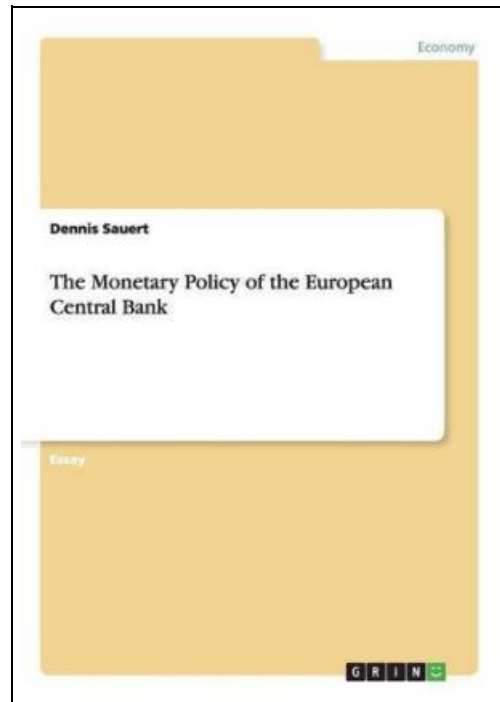 Economy
Dennis Sauert
The Monetary Policy of the European
Central Bank
Essay
GRIN